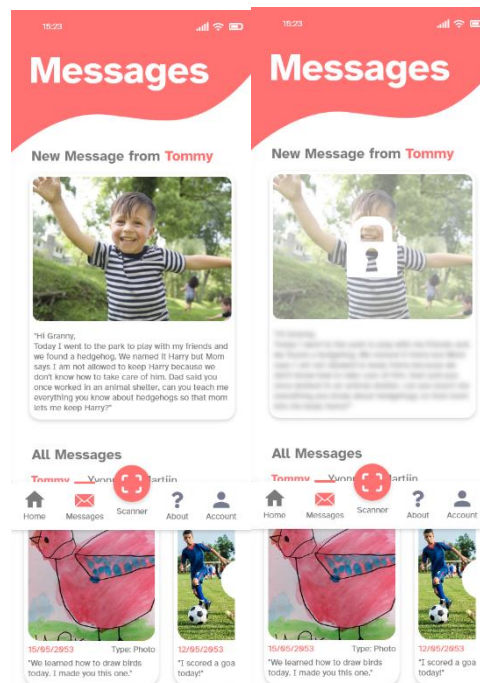 15:23
Messages
New Message from Tommy
"Hi Granny,
Today I went to the park to play with my friends and
we found a hedgehog. We named it Harry but Mom
says I am not allowed to keep Harry because we
don't know how to take care of him. Dad said you
once worked in an animal shelter, can you teach me
everything you know about hedgehogs so that mom
lets me keep Harry?"
All Messages
Tommy Yvon artijn
Home Messages Scanner About Account
15/05/2053 Type: Photo
"We learned how to draw birds
today. I made you this one."
12/05/2053
"I scored a goa
today!"
15:23
Messages
New Message from Tommy
All Messages
Tommy Yvon artijn
Home Messages Scanner About Account
15/05/2053 Type: Photo
"We learned how to draw birds
today. I made you this one."
12/05/2053
"I scored a goa
today!"